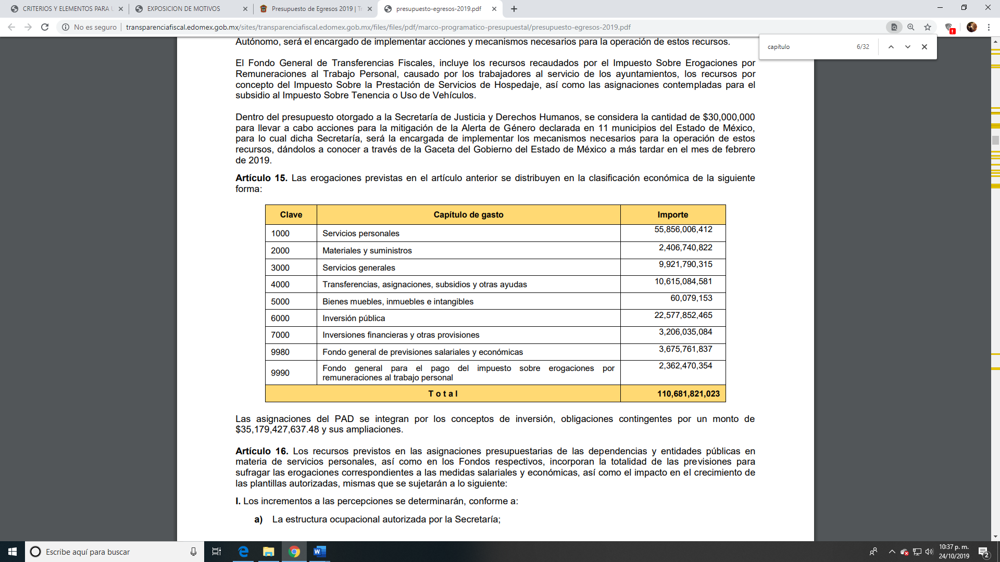 CRITERIOS Y ELEMENTOS PARA U
EXPOSICION DE MOTIVOS
Presupuesto de Egresos 2019 | Tr
presupuesto-egresos-2019.pdf
No es seguro | transparenciafiscal.edomex.gob.mx/sites/transparenciafiscal.edomex.gob.mx/files/files/pdf/marco-programatico-presupuestal/presupuesto-egresos-2019.pdf
capítulo 6/32
Autónomo, será el encargado de implementar acciones y mecanismos necesarios para la operación de estos recursos.
El Fondo General de Transferencias Fiscales, incluye los recursos recaudados por el Impuesto Sobre Erogaciones por
Remuneraciones al Trabajo Personal, causado por los trabajadores al servicio de los ayuntamientos, los recursos por
concepto del Impuesto Sobre la Prestación de Servicios de Hospedaje, así como las asignaciones contempladas para el
subsidio al Impuesto Sobre Tenencia o Uso de Vehículos.
Dentro del presupuesto otorgado a la Secretaría de Justicia y Derechos Humanos, se considera la cantidad de $30,000,000
para llevar a cabo acciones para la mitigación de la Alerta de Género declarada en 11 municipios del Estado de México,
para lo cual dicha Secretaría, será la encargada de implementar los mecanismos necesarios para la operación de estos
recursos, dándolos a conocer a través de la Gaceta del Gobierno del Estado de México a más tardar en el mes de febrero
de 2019.
Artículo 15. Las erogaciones previstas en el artículo anterior se distribuyen en la clasificación económica de la siguiente
forma:
Clave Capítulo de gasto Importe
1000 Servicios personales 55,856,006,412
2000 Materiales y suministros 2,406,740,822
3000 Servicios generales 9,921,790,315
4000 Transferencias, asignaciones, subsidios y otras ayudas 10,615,084,581
5000 Bienes muebles, inmuebles e intangibles 60,079,153
6000 Inversión pública 22,577,852,465
7000 Inversiones financieras y otras provisiones 3,206,035,084
9980 Fondo general de previsiones salariales y económicas 3,675,761,837
9990 Fondo general para el pago del impuesto sobre erogaciones por 2,362,470,354
remuneraciones al trabajo personal
Total 110,681,821,023
Las asignaciones del PAD se integran por los conceptos de inversión, obligaciones contingentes por un monto de
$35,179,427,637.48 y sus ampliaciones.
Artículo 16. Los recursos previstos en las asignaciones presupuestarias de las dependencias y entidades públicas en
materia de servicios personales, así como en los Fondos respectivos, incorporan la totalidad de las previsiones para
sufragar las erogaciones correspondientes a las medidas salariales y económicas, así como el impacto en el crecimiento de
las plantillas autorizadas, mismas que se sujetarán a lo siguiente:
I. Los incrementos a las percepciones se determinarán, conforme a:
a) La estructura ocupacional autorizada por la Secretaría;
Escribe aquí para buscar
10:37 p. m.
24/10/2019
2